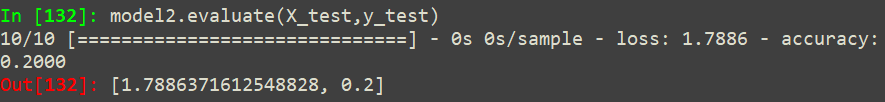 In [132]: model2.evaluate(X_test,y_test)
10/10 [==============================] - 0s 0s/sample - loss: 1.7886 - accuracy:
0.2000
Out[132]: [1.7886371612548828, 0.2]